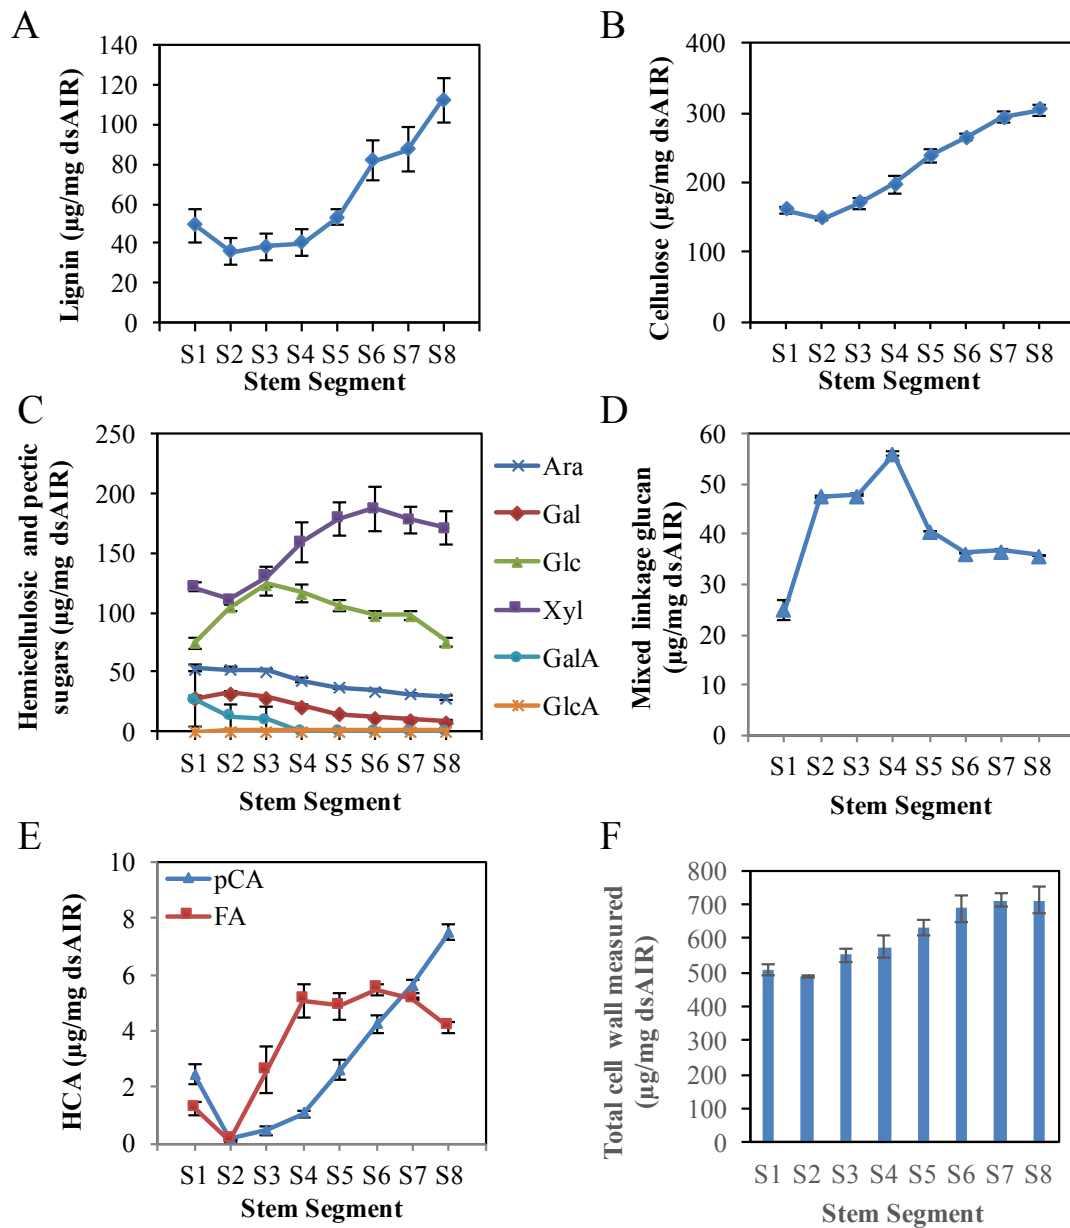 A
Lignin (µg/mg dsAIR)
140
120
100
80
60
40
20
0
S1 S2 S3 S4 S5 S6 S7 S8
Stem Segment
B
Cellulose (µg/mg dsAIR)
400
300
200
100
0
S1 S2 S3 S4 S5 S6 S7 S8
Stem Segment
C
Hemicellulosic and pectic
sugars (µg/mg dsAIR)
250
200
150
100
50
0
S1 S2 S3 S4 S5 S6 S7 S8
Stem Segment
Ara
Gal
Glc
Xyl
GalA
GlcA
D
Mixed linkage glucan
(µg/mg dsAIR)
60
50
40
30
20
10
0
S1 S2 S3 S4 S5 S6 S7 S8
Stem Segment
E
HCA (µg/mg dsAIR)
10
8
6
4
2
0
pCA
FA
S1 S2 S3 S4 S5 S6 S7 S8
Stem Segment
F
Total cell wall measured
(µg/mg dsAIR)
800
700
600
500
400
300
200
100
0
S1 S2 S3 S4 S5 S6 S7 S8
Stem Segment